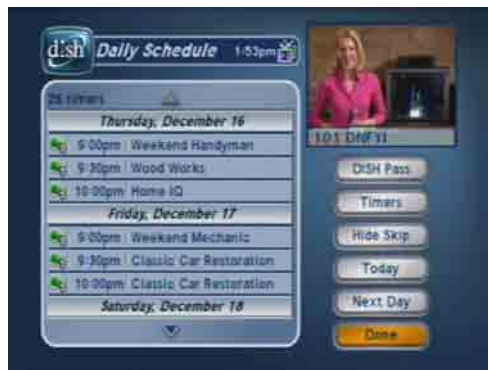 dish Daily Schedule 1:53pm
26 timers
Thursday, December 16
9:00pm Weekend Handyman
9:30pm Wood Works
10:00pm Home IQ
Friday, December 17
9:00pm Weekend Mechanic
9:30pm Classic Car Restoration
10:00pm Classic Car Restoration
Saturday, December 18
101 DNFYI
DISH Pass
Timers
Hide Skip
Today
Next Day
Done